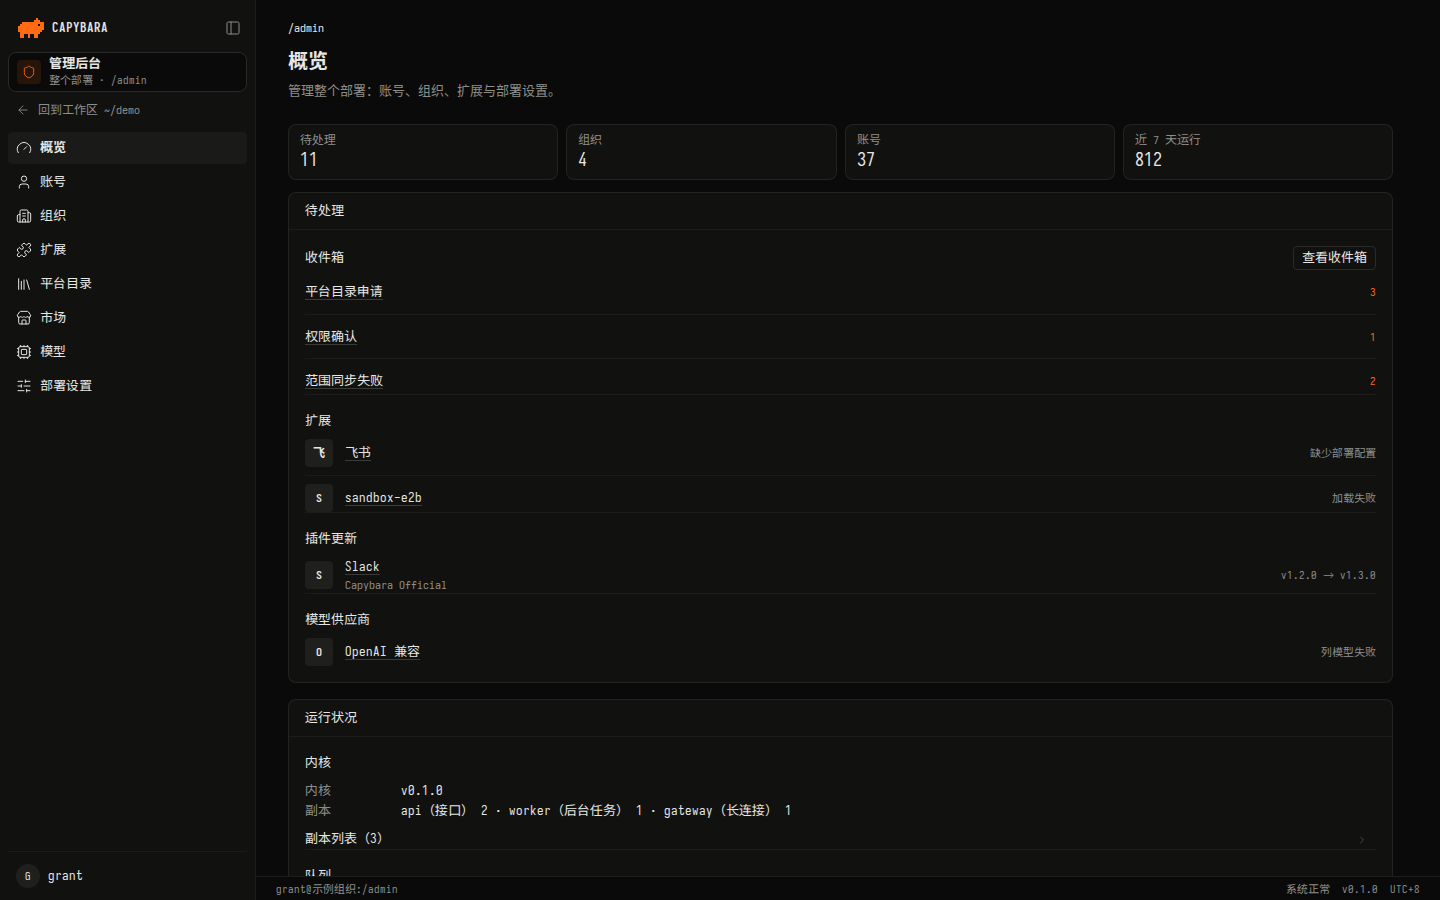 CAPYBARA
管理后台
整个部署 · /admin
回到工作区 ~/demo
概览
账号
组织
扩展
平台目录
市场
模型
部署设置
G grant
/admin
概览
管理整个部署：账号、组织、扩展与部署设置。
待处理
11
组织
4
账号
37
近 7 天运行
812
待处理
收件箱 查看收件箱
平台目录申请 3
权限确认 1
范围同步失败 2
扩展
飞 飞书 缺少部署配置
S sandbox-e2b 加载失败
插件更新
S Slack v1.2.0 → v1.3.0
Capybara Official
模型供应商
O OpenAI 兼容 列模型失败
运行状况
内核
内核 v0.1.0
副本 api（接口） 2 · worker（后台任务） 1 · gateway（长连接） 1
副本列表（3）
队列
grant@示例组织:/admin 系统正常 v0.1.0 UTC+8